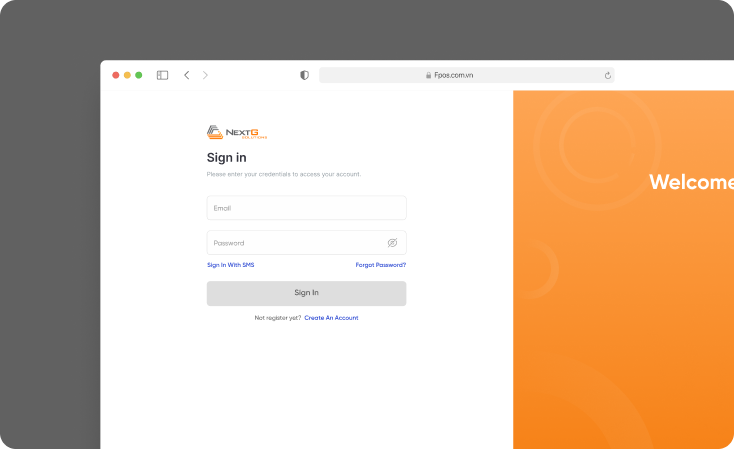 Fpos.com.vn
NEXTG
SOLUTIONS
Sign in
Please enter your credentials to access your account.
Email
Password
Sign In With SMS
Forgot Password?
Sign In
Not register yet? Create An Account
Welcome